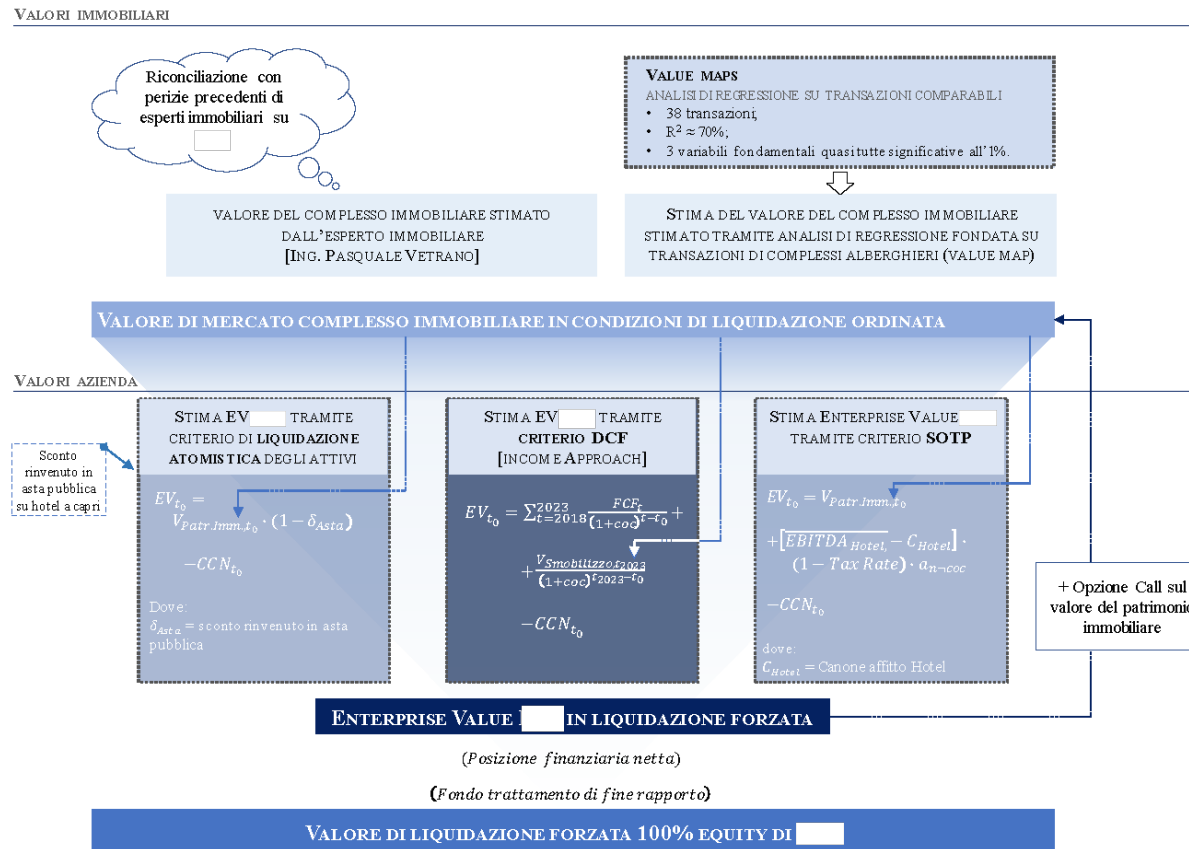 VALORI IMMOBILIARI
Riconciliazione con
perizie precedenti di
esperti immobiliari su
VALUE MAPS
ANALISI DI REGRESSIONE SU TRANSAZIONI COMPARABILI
• 38 transazioni;
• R² ≈ 70%;
• 3 variabili fondamentali quasi tutte significative all'1%.
VALORE DEL COMPLESSO IMMOBILIARE STIMATO
DALL'ESPERTO IMMOBILIARE
[ING. PASQUALE VETRANO]
STIMA DEL VALORE DEL COMPLESSO IMMOBILIARE
STIMATO TRAMITE ANALISI DI REGRESSIONE FONDATA SU
TRANSAZIONI DI COMPLESSI ALBERGHIERI (VALUE MAP)
VALORE DI MERCATO COMPLESSO IMMOBILIARE IN CONDIZIONI DI LIQUIDAZIONE ORDINATA
VALORI AZIENDA
Sconto
rinvenuto in
asta pubblica
su hotel a capri
STIMA EV TRAMITE
CRITERIO DI LIQUIDAZIONE
ATOMISTICA DEGLI ATTIVI
EV_{t_0} =
V_{Patr.Imm.,t_0} · (1 − δ_{Asta})
−CCN_{t_0}
Dove:
δ_{Asta} = sconto rinvenuto in asta
pubblica
STIMA EV TRAMITE
CRITERIO DCF
[INCOME APPROACH]
EV_{t_0} = ∑_{t=2018}^{2023} FCF_t / (1+coc)^{t−t_0} +
+ V_{Smobilizzo,t_{2023}} / (1+coc)^{t_{2023}−t_0}
−CCN_{t_0}
STIMA ENTERPRISE VALUE
TRAMITE CRITERIO SOTP
EV_{t_0} = V_{Patr.Imm.,t_0}
+[EBITDA_{Hotel,} − C_{Hotel}] ·
(1 − Tax Rate) · a_{n¬coc}
−CCN_{t_0}
dove:
C_{Hotel} = Canone affitto Hotel
+ Opzione Call sul
valore del patrimonio
immobiliare
ENTERPRISE VALUE IN LIQUIDAZIONE FORZATA
(Posizione finanziaria netta)
(Fondo trattamento di fine rapporto)
VALORE DI LIQUIDAZIONE FORZATA 100% EQUITY DI